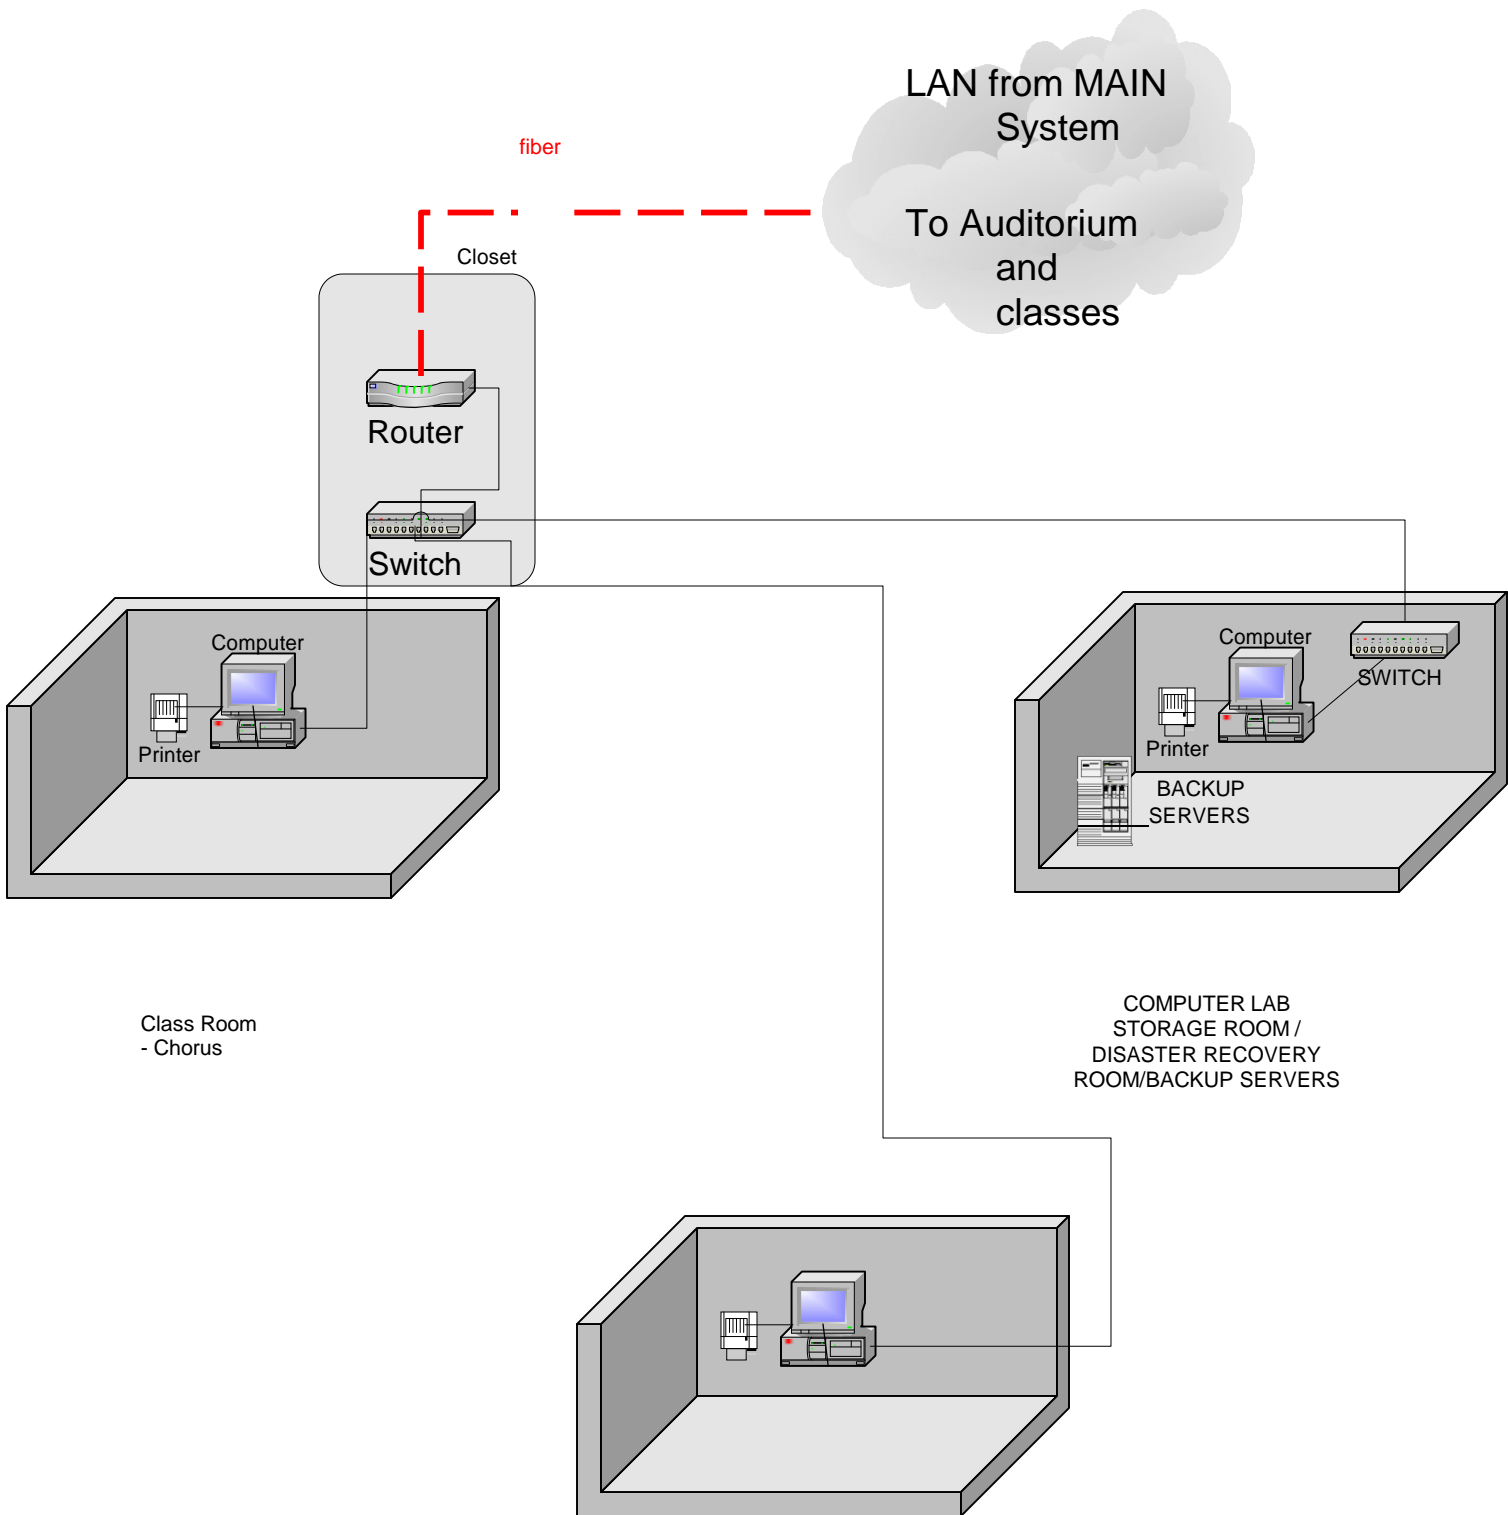 LAN from MAIN
System
To Auditorium
and
classes
fiber
Closet
Router
Switch
Computer
Printer
Computer
SWITCH
Printer
BACKUP
SERVERS
Class Room
- Chorus
COMPUTER LAB
STORAGE ROOM /
DISASTER RECOVERY
ROOM/BACKUP SERVERS